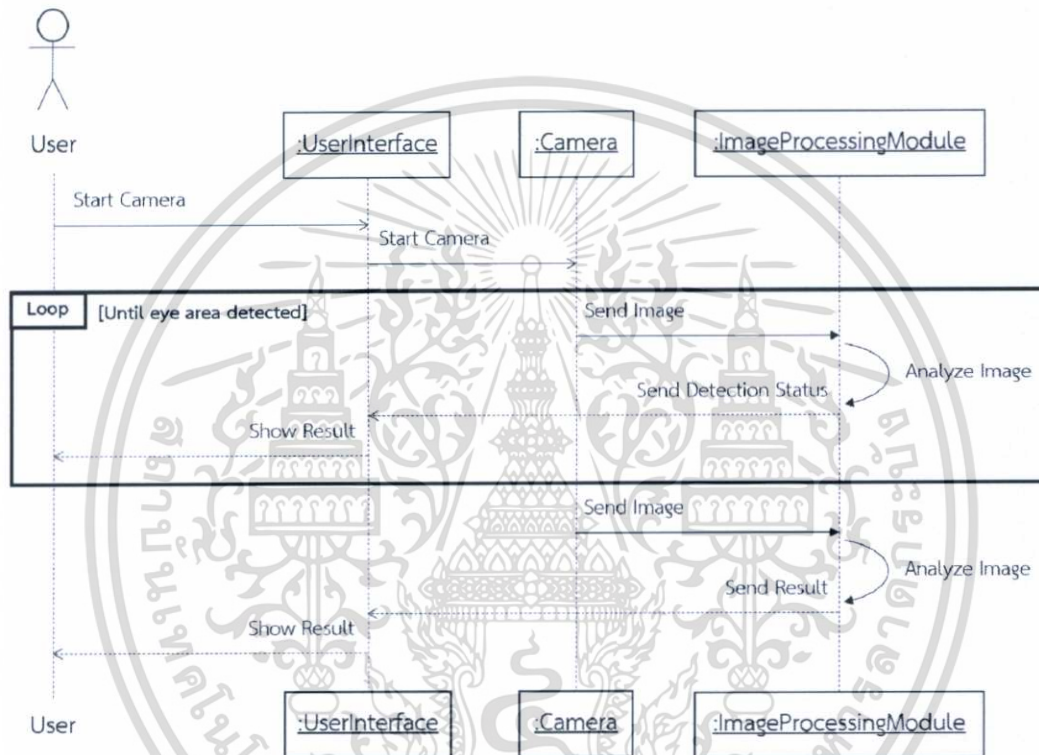 User
:UserInterface
:Camera
:ImageProcessingModule
Start Camera
Start Camera
Loop
[Until eye area detected]
Send Image
Analyze Image
Send Detection Status
Show Result
Send Image
Analyze Image
Send Result
Show Result
User
:UserInterface
:Camera
:ImageProcessingModule